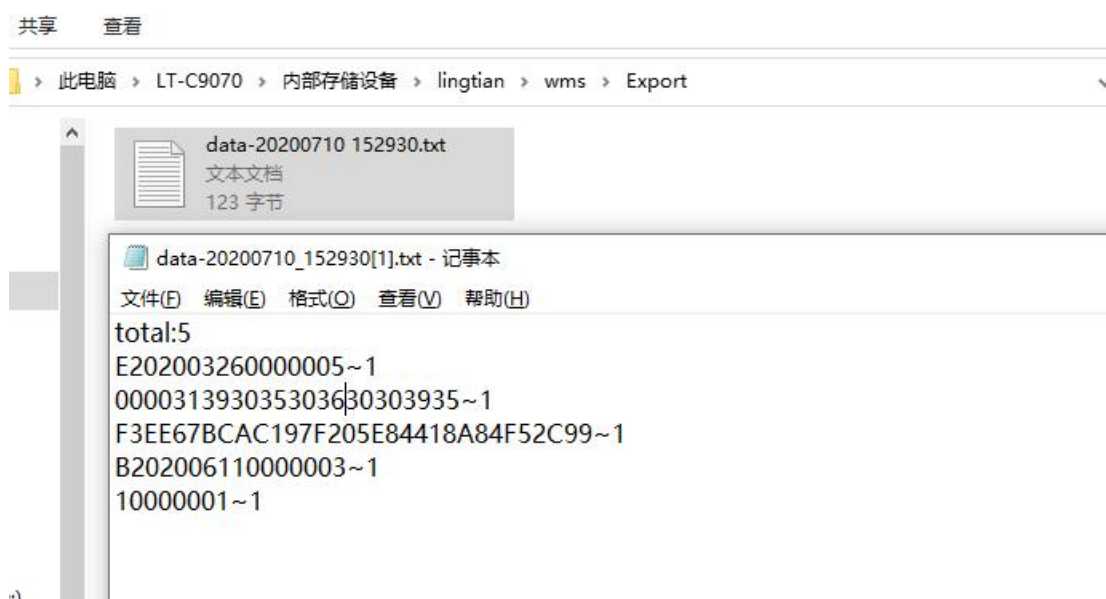 共享 查看
此电脑 > LT-C9070 > 内部存储设备 > lingtian > wms > Export
data-20200710 152930.txt
文本文档
123 字节
data-20200710_152930[1].txt - 记事本
文件(F) 编辑(E) 格式(O) 查看(V) 帮助(H)
total:5
E202003260000005~1
00003139303530363​0303935~1
F3EE67BCAC197F205E84418A84F52C99~1
B202006110000003~1
10000001~1